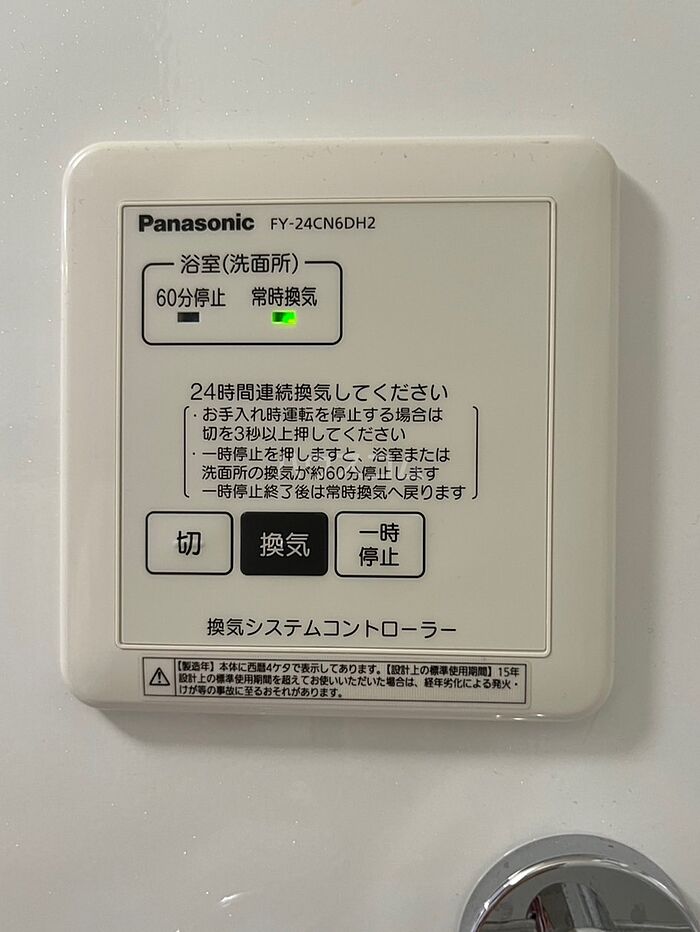 Panasonic FY-24CN6DH2
浴室(洗面所)
60分停止 常時換気
24時間連続換気してください
・お手入れ時運転を停止する場合は
切を3秒以上押してください
・一時停止を押しますと、浴室または
洗面所の換気が約60分停止します
一時停止終了後は常時換気へ戻ります
切 換気 一時
停止
換気システムコントローラー
【製造年】本体に西暦4ケタで表示してあります。【設計上の標準使用期間】15年
設計上の標準使用期間を超えてお使いいただいた場合は、経年劣化による発火・
けが等の事故に至るおそれがあります。